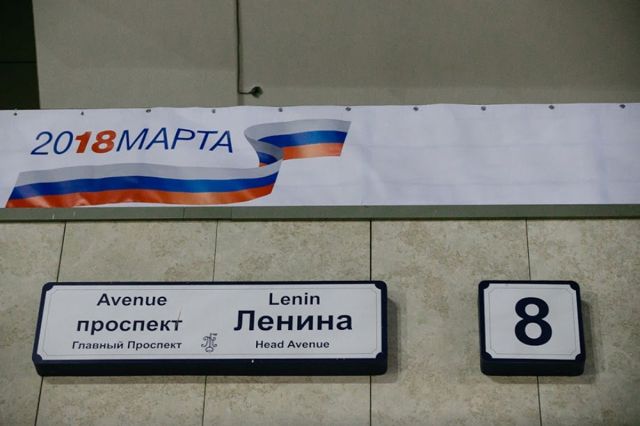 2018МАРТА
Avenue Lenin
проспект Ленина
Главный Проспект Head Avenue
8